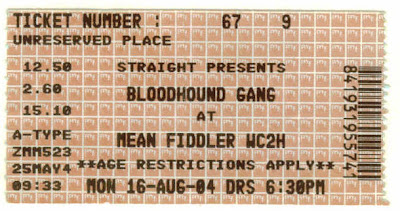 TICKET NUMBER : 67 9
UNRESERVED PLACE
12.50 STRAIGHT PRESENTS
2.60 BLOODHOUND GANG
15.10 AT
A-TYPE MEAN FIDDLER WC2H
ZMM523
25MAY4 **AGE RESTRICTIONS APPLY**
09:33 MON 16-AUG-04 DRS 6:30PM
841991955744